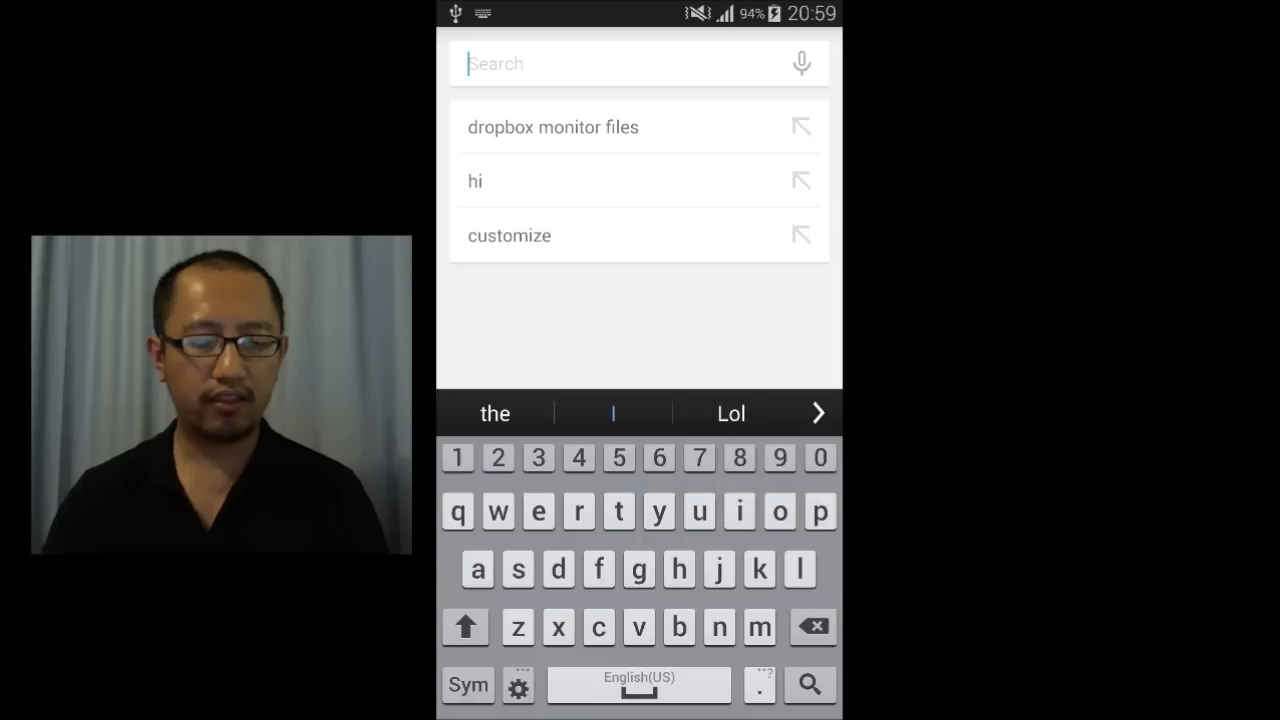 94% 20:59
Search
dropbox monitor files
hi
customize
the I Lol
1 2 3 4 5 6 7 8 9 0
q w e r t y u i o p
a s d f g h j k l
z x c v b n m
Sym English(US) .